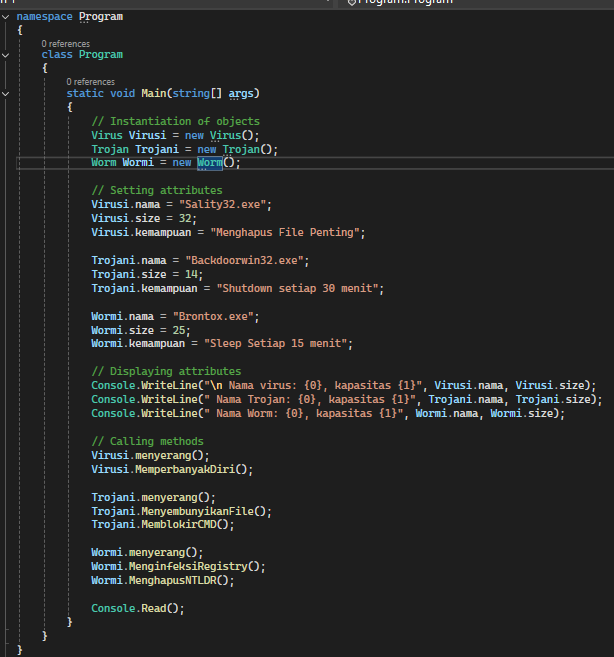 Program.Program
namespace Program
{
0 references
class Program
{
0 references
static void Main(string[] args)
{
// Instantiation of objects
Virus Virusi = new Virus();
Trojan Trojani = new Trojan();
Worm Wormi = new Worm();
// Setting attributes
Virusi.nama = "Sality32.exe";
Virusi.size = 32;
Virusi.kemampuan = "Menghapus File Penting";
Trojani.nama = "Backdoorwin32.exe";
Trojani.size = 14;
Trojani.kemampuan = "Shutdown setiap 30 menit";
Wormi.nama = "Brontox.exe";
Wormi.size = 25;
Wormi.kemampuan = "Sleep Setiap 15 menit";
// Displaying attributes
Console.WriteLine("\n Nama virus: {0}, kapasitas {1}", Virusi.nama, Virusi.size);
Console.WriteLine(" Nama Trojan: {0}, kapasitas {1}", Trojani.nama, Trojani.size);
Console.WriteLine(" Nama Worm: {0}, kapasitas {1}", Wormi.nama, Wormi.size);
// Calling methods
Virusi.menyerang();
Virusi.MemperbanyakDiri();
Trojani.menyerang();
Trojani.MenyembunyikanFile();
Trojani.MemblokirCMD();
Wormi.menyerang();
Wormi.MenginfeksiRegistry();
Wormi.MenghapusNTLDR();
Console.Read();
}
}
}